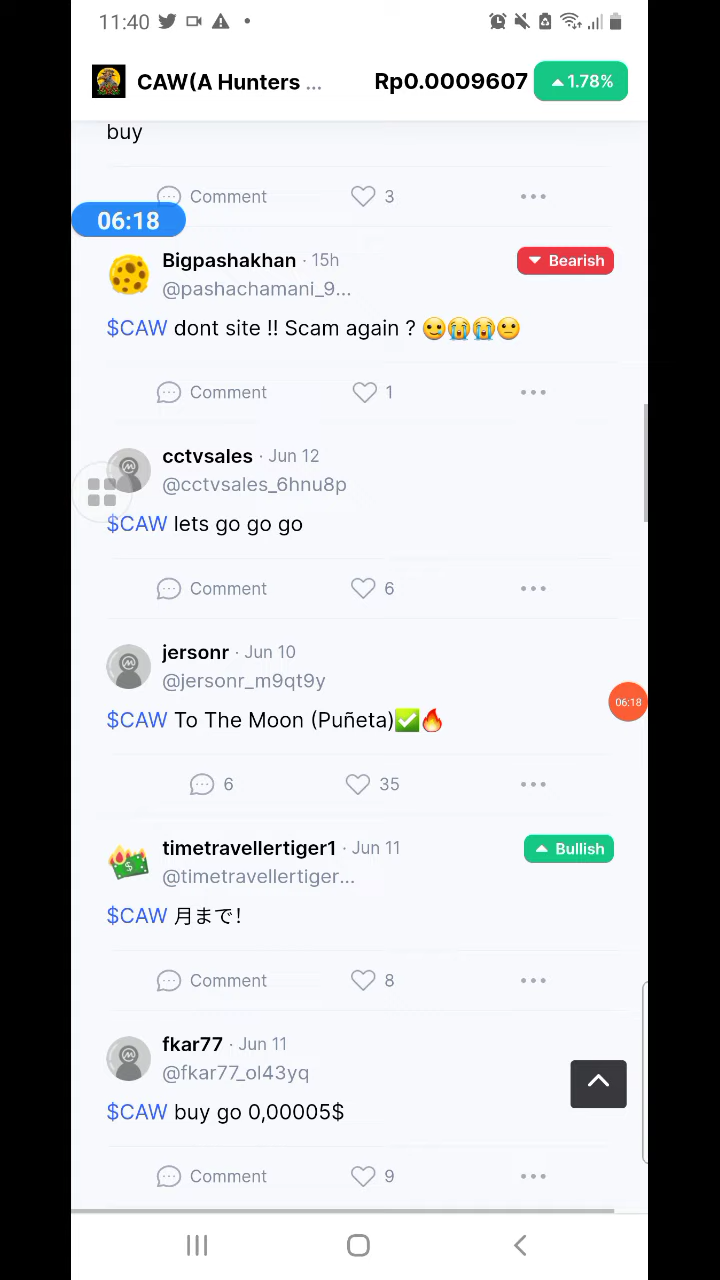 11:40
CAW(A Hunters ...
Rp0.0009607
1.78%
buy
Comment 3
06:18
Bigpashakhan · 15h
Bearish
@pashachamani_9...
$CAW dont site !! Scam again ? 🥲😭😭😕
Comment 1
cctvsales · Jun 12
@cctvsales_6hnu8p
$CAW lets go go go
Comment 6
jersonr · Jun 10
@jersonr_m9qt9y
06:18
$CAW To The Moon (Puñeta)✅🔥
6 35
timetravellertiger1 · Jun 11
Bullish
@timetravellertiger...
$CAW 月まで!
Comment 8
fkar77 · Jun 11
@fkar77_ol43yq
$CAW buy go 0,00005$
Comment 9